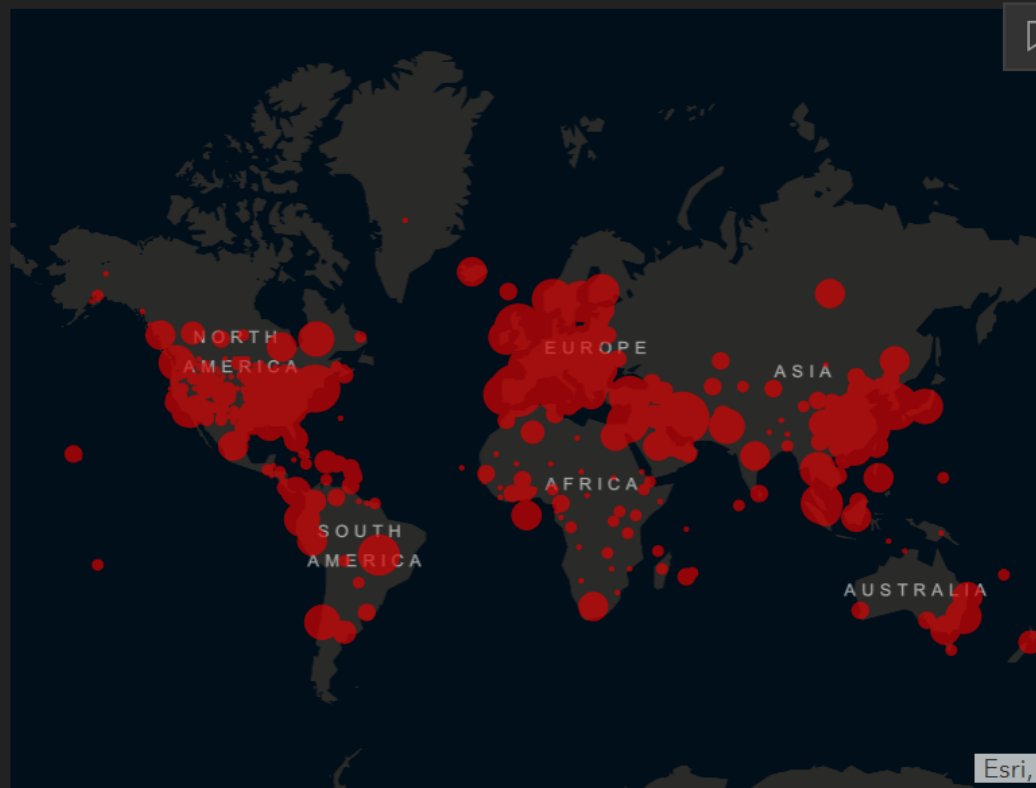 NORTH
AMERICA
EUROPE
ASIA
AFRICA
SOUTH
AMERICA
AUSTRALIA
Esri,